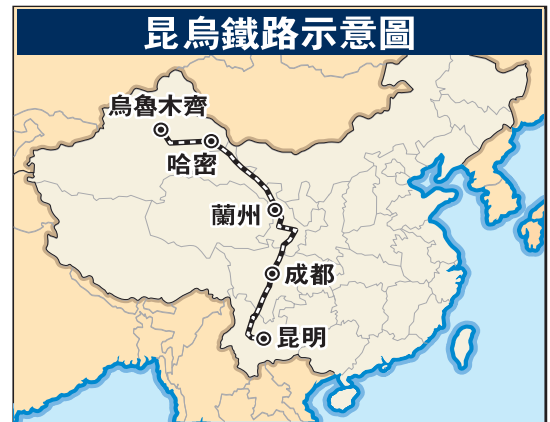 昆烏鐵路示意圖
烏魯木齊
哈密
蘭州
成都
昆明